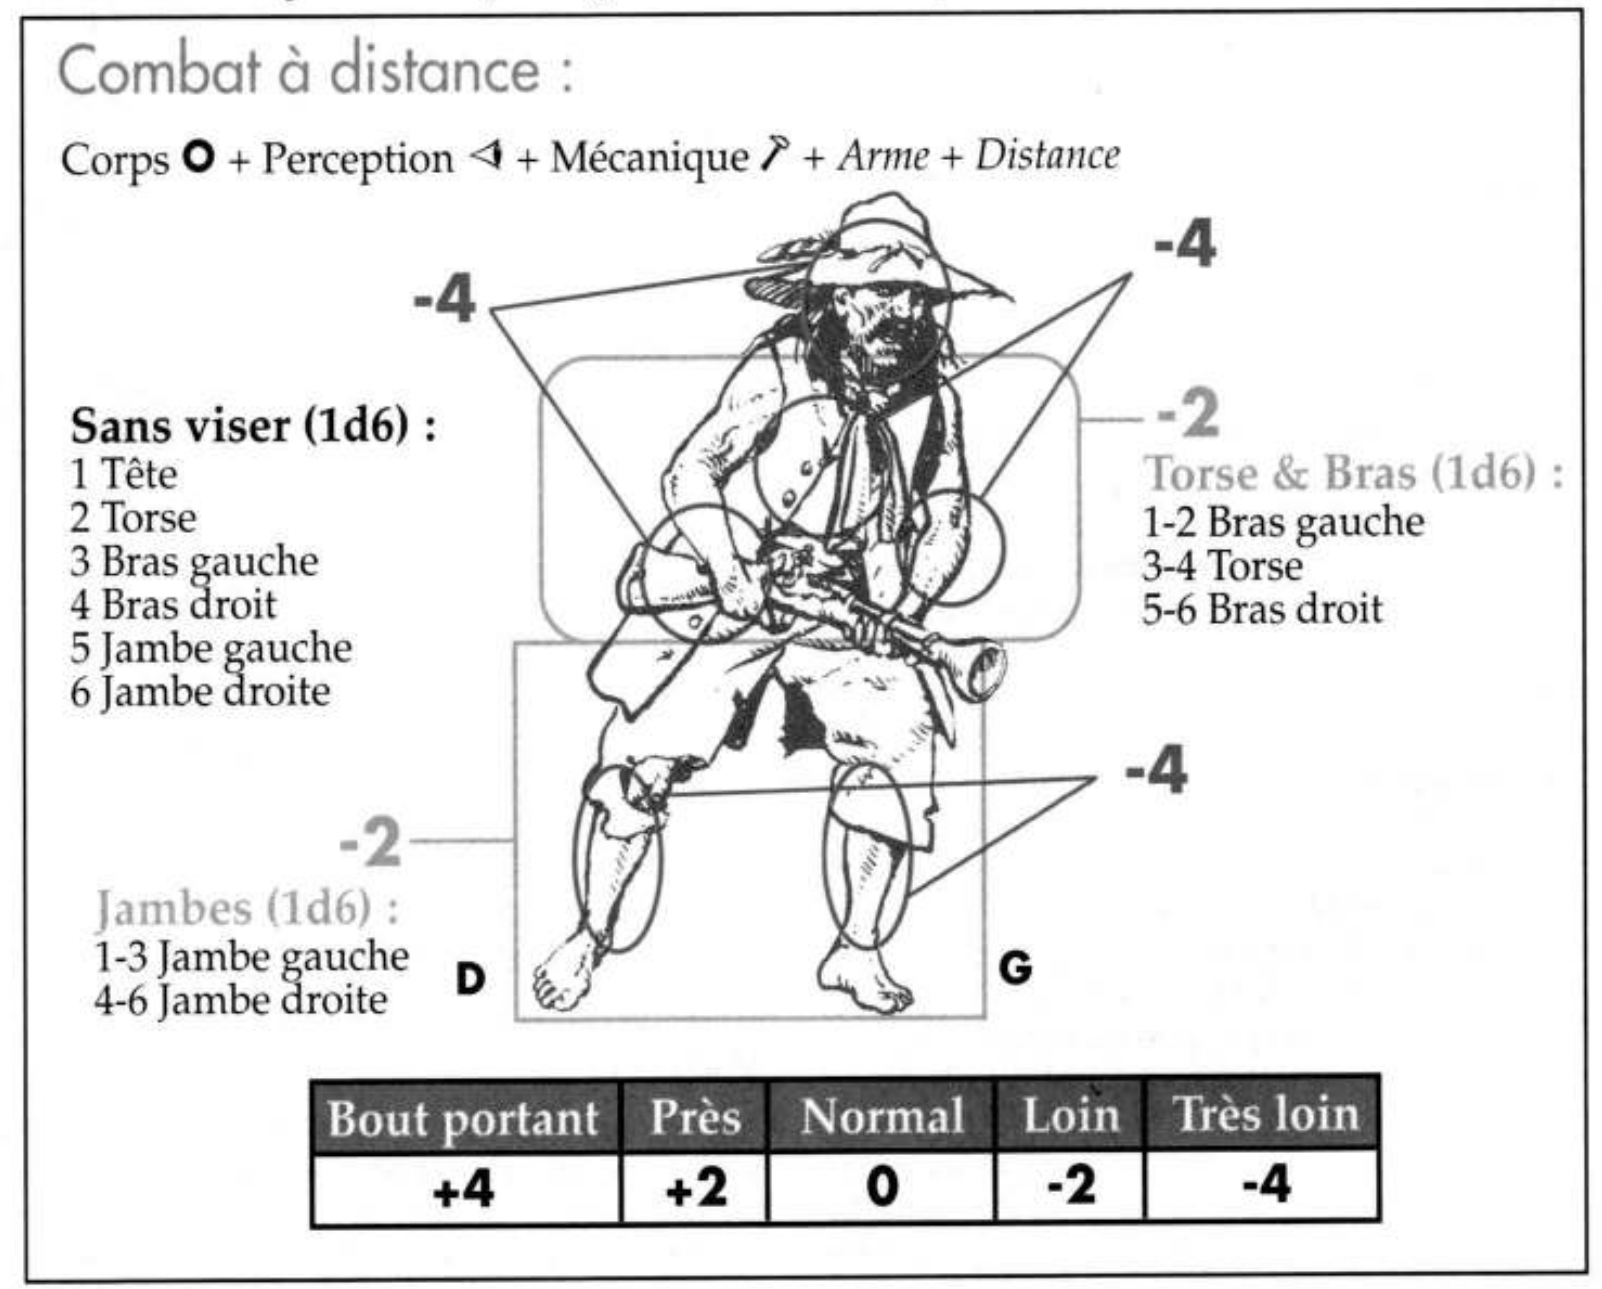 Combat à distance :
Corps + Perception + Mécanique + Arme + Distance
-4
-4
Sans viser (1d6) :
1 Tête
2 Torse
3 Bras gauche
4 Bras droit
5 Jambe gauche
6 Jambe droite
-2
Torse & Bras (1d6) :
1-2 Bras gauche
3-4 Torse
5-6 Bras droit
-4
-2
Jambes (1d6) :
1-3 Jambe gauche
4-6 Jambe droite
D
G
Bout portant Près Normal Loin Très loin
+4 +2 0 -2 -4